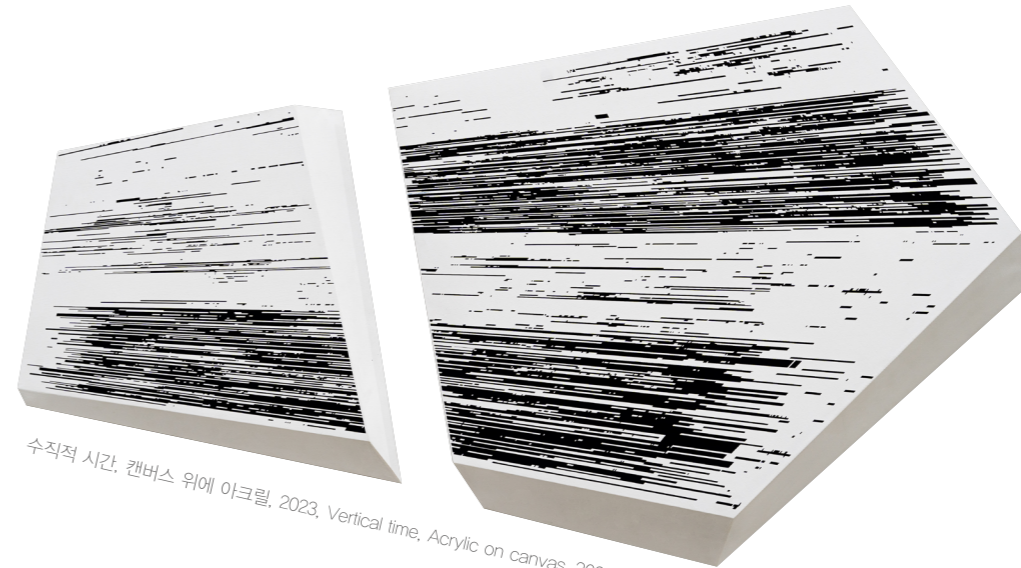 수직적 시간, 캔버스 위에 아크릴, 2023, Vertical time, Acrylic on canvas,